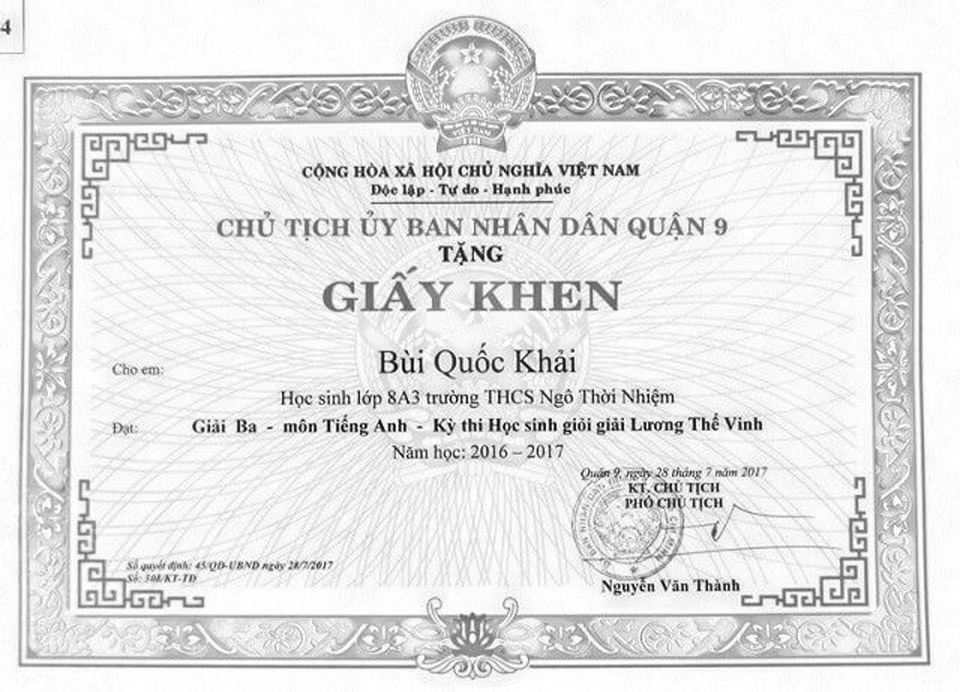 4
VIỆT NAM
CỘNG HÒA XÃ HỘI CHỦ NGHĨA VIỆT NAM
Độc lập - Tự do - Hạnh phúc
CHỦ TỊCH ỦY BAN NHÂN DÂN QUẬN 9
TẶNG
GIẤY KHEN
Cho em: Bùi Quốc Khải
Học sinh lớp 8A3 trường THCS Ngô Thời Nhiệm
Đạt: Giải Ba - môn Tiếng Anh - Kỳ thi Học sinh giỏi giải Lương Thế Vinh
Năm học: 2016 – 2017
Quận 9, ngày 28 tháng 7 năm 2017
KT. CHỦ TỊCH
PHÓ CHỦ TỊCH
Số quyết định: 45/QĐ-UBND ngày 28/7/2017
Số: 308/KT-TĐ
Nguyễn Văn Thành